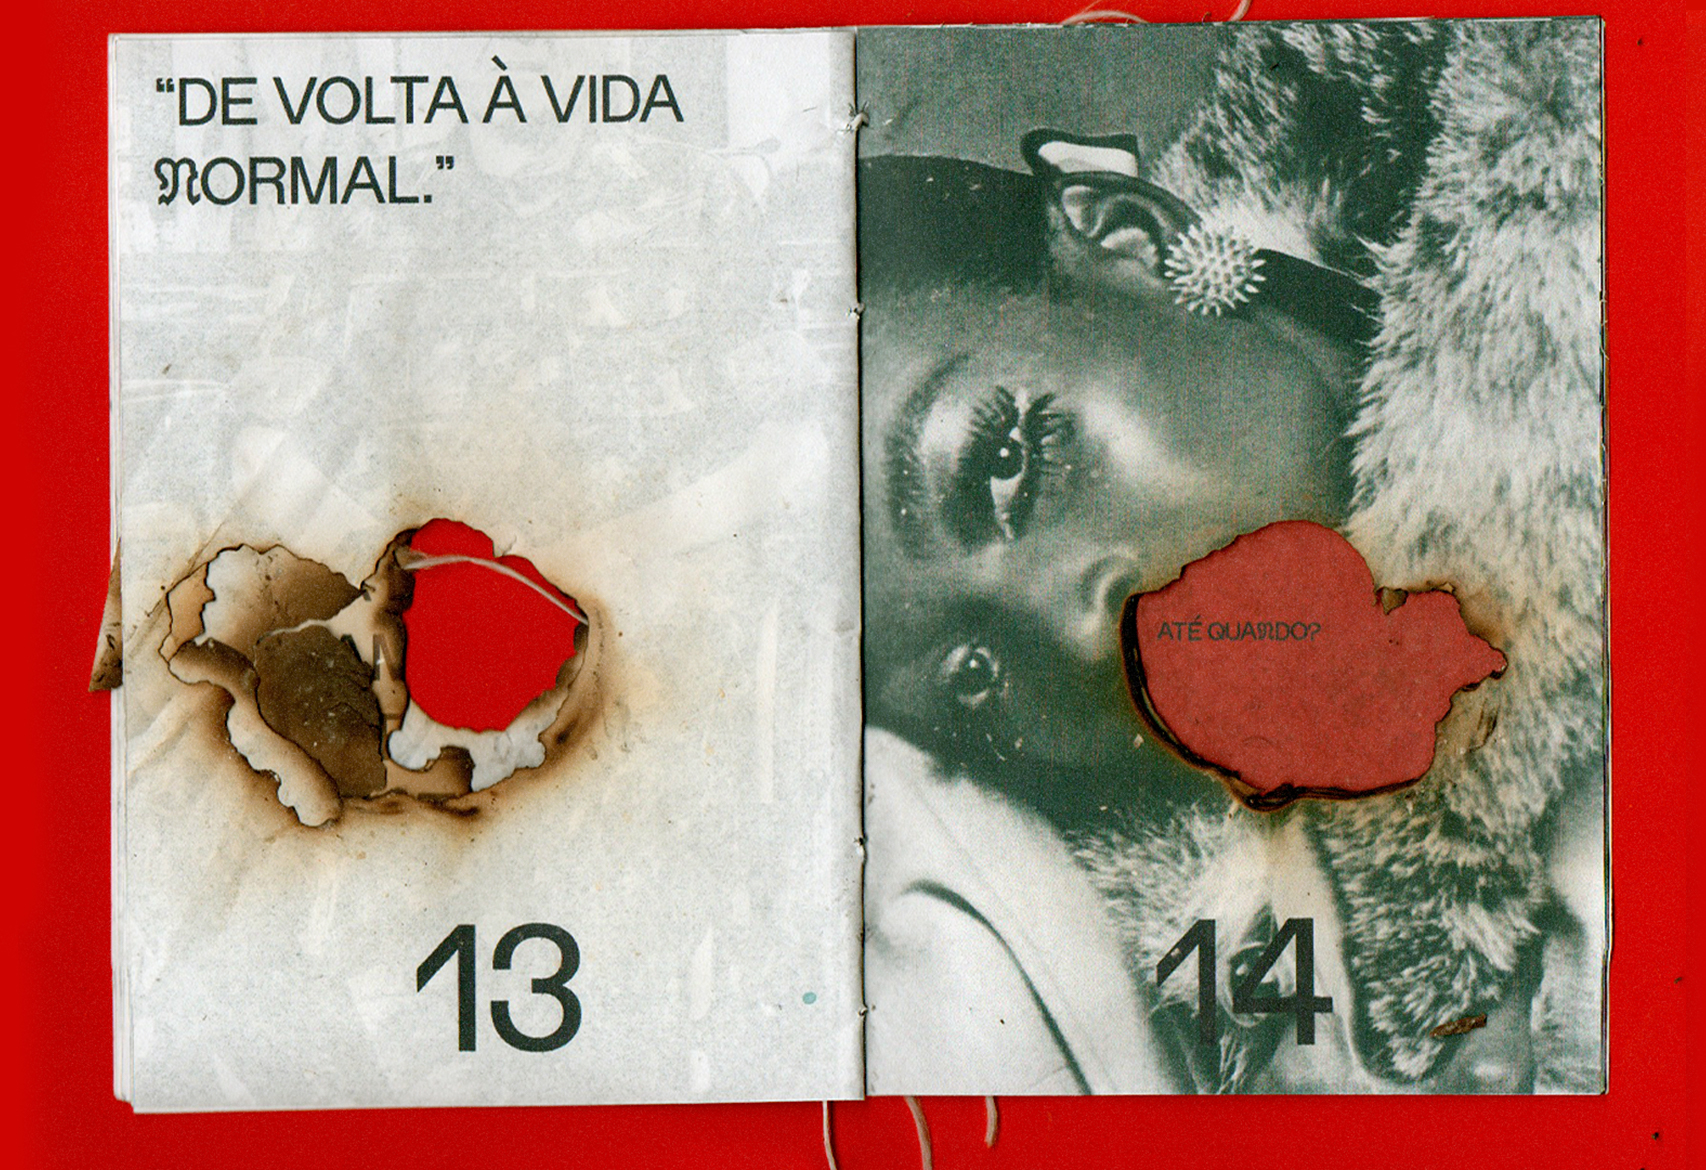 “DE VOLTA À VIDA
𝔑ORMAL.”
N
13
ATÉ QUA𝔑DO?
14